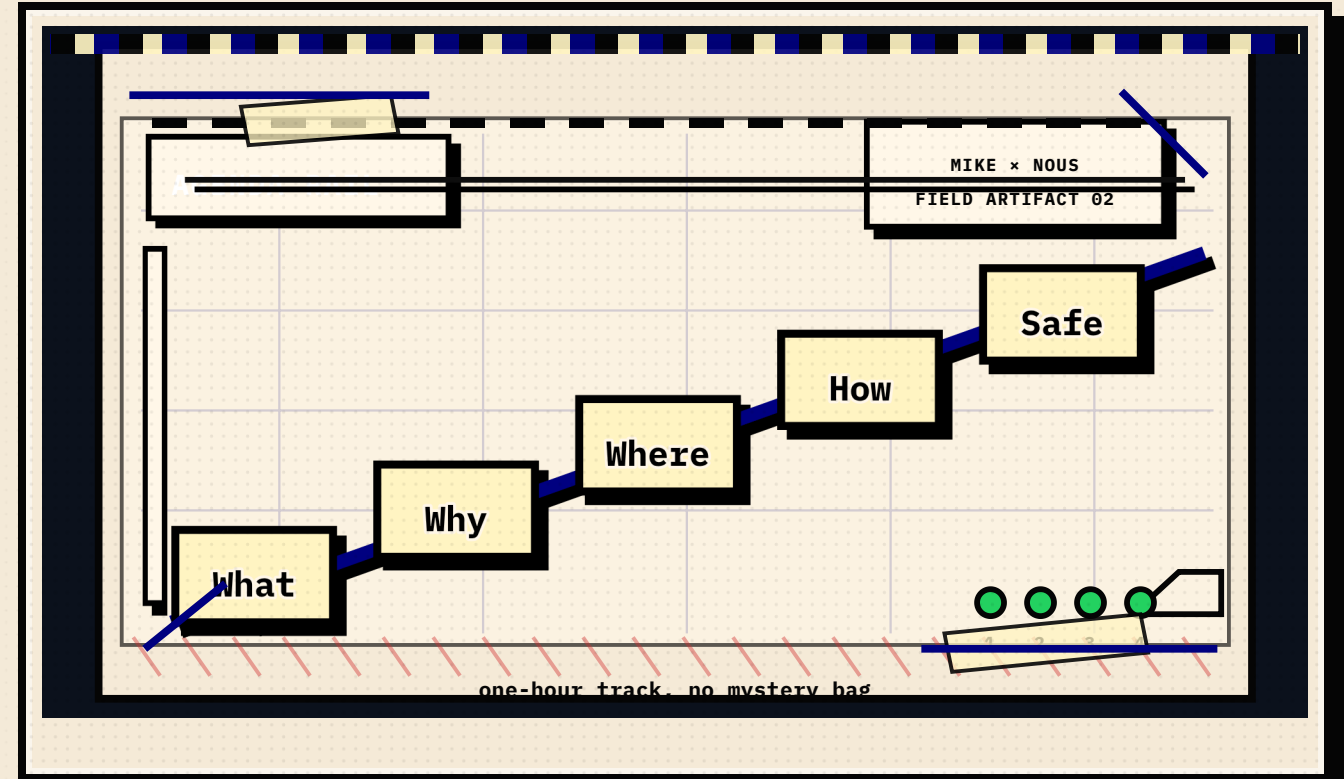 MIKE × NOUS
FIELD ARTIFACT 02
Safe
How
Where
Why
What
one-hour track, no mystery bag